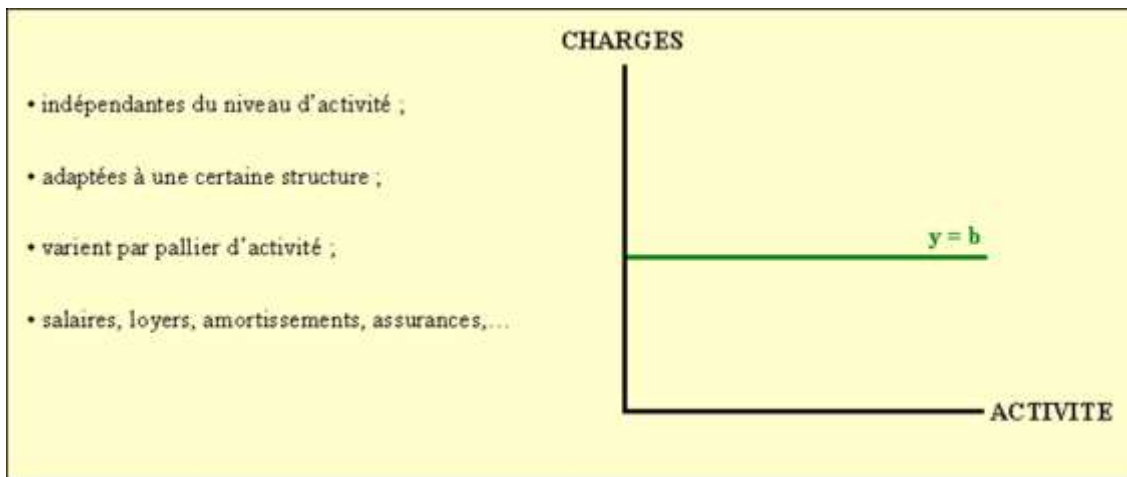 CHARGES
• indépendantes du niveau d'activité ;
• adaptées à une certaine structure ;
• varient par pallier d'activité ;
y = b
• salaires, loyers, amortissements, assurances,...
ACTIVITE